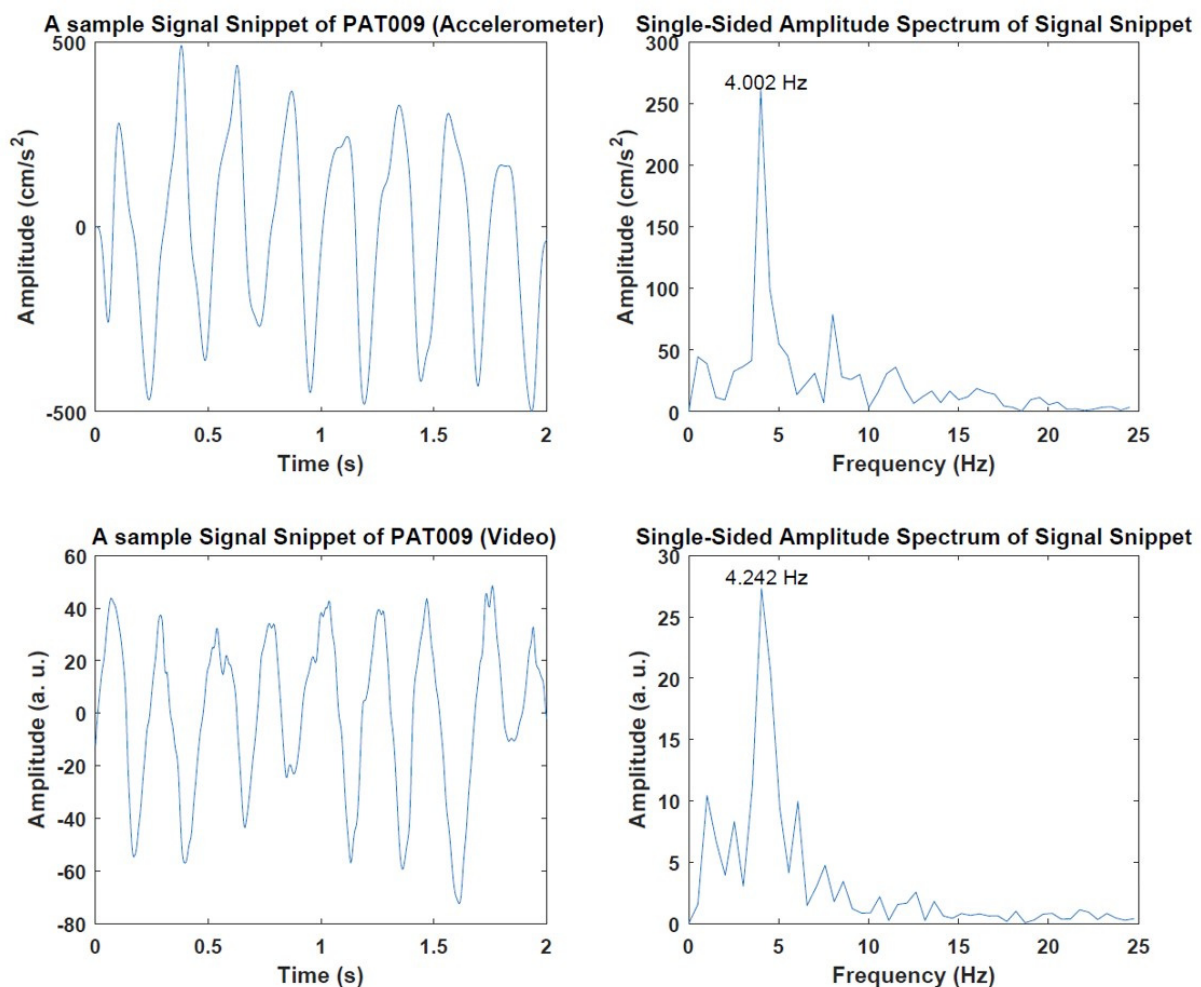 A sample Signal Snippet of PAT009 (Accelerometer)
500
0
-500
Amplitude (cm/s²)
0 0.5 1 1.5 2
Time (s)
Single-Sided Amplitude Spectrum of Signal Snippet
4.002 Hz
300
250
200
150
100
50
0
Amplitude (cm/s²)
0 5 10 15 20 25
Frequency (Hz)
A sample Signal Snippet of PAT009 (Video)
60
40
20
0
-20
-40
-60
-80
Amplitude (a. u.)
0 0.5 1 1.5 2
Time (s)
Single-Sided Amplitude Spectrum of Signal Snippet
4.242 Hz
30
25
20
15
10
5
0
Amplitude (a. u.)
0 5 10 15 20 25
Frequency (Hz)